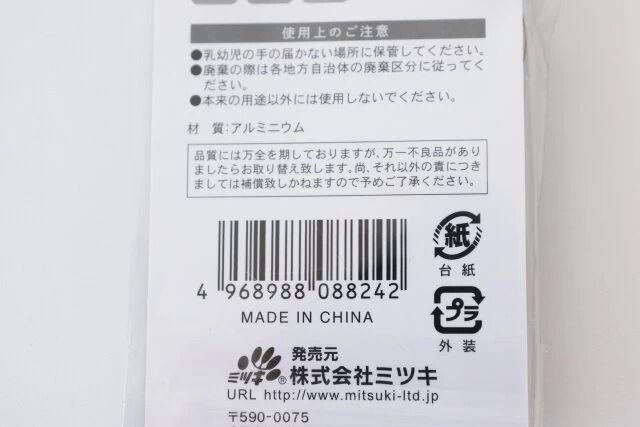 使用上のご注意
●乳幼児の手の届かない場所に保管してください。
●廃棄の際は各地方自治体の廃棄区分に従ってく
ださい。
●本来の用途以外には使用しないでください。
材 質:アルミニウム
品質には万全を期しておりますが、万一不良品があり
ましたらお取り替え致します。尚、それ以外の責につき
ましては補償致しかねますので予めご了承ください。
紙
台紙
4 968988 088242
プラ
外装
MADE IN CHINA
発売元
ミツキ® 株式会社ミツキ
URL http://www.mitsuki-ltd.jp
〒590-0075